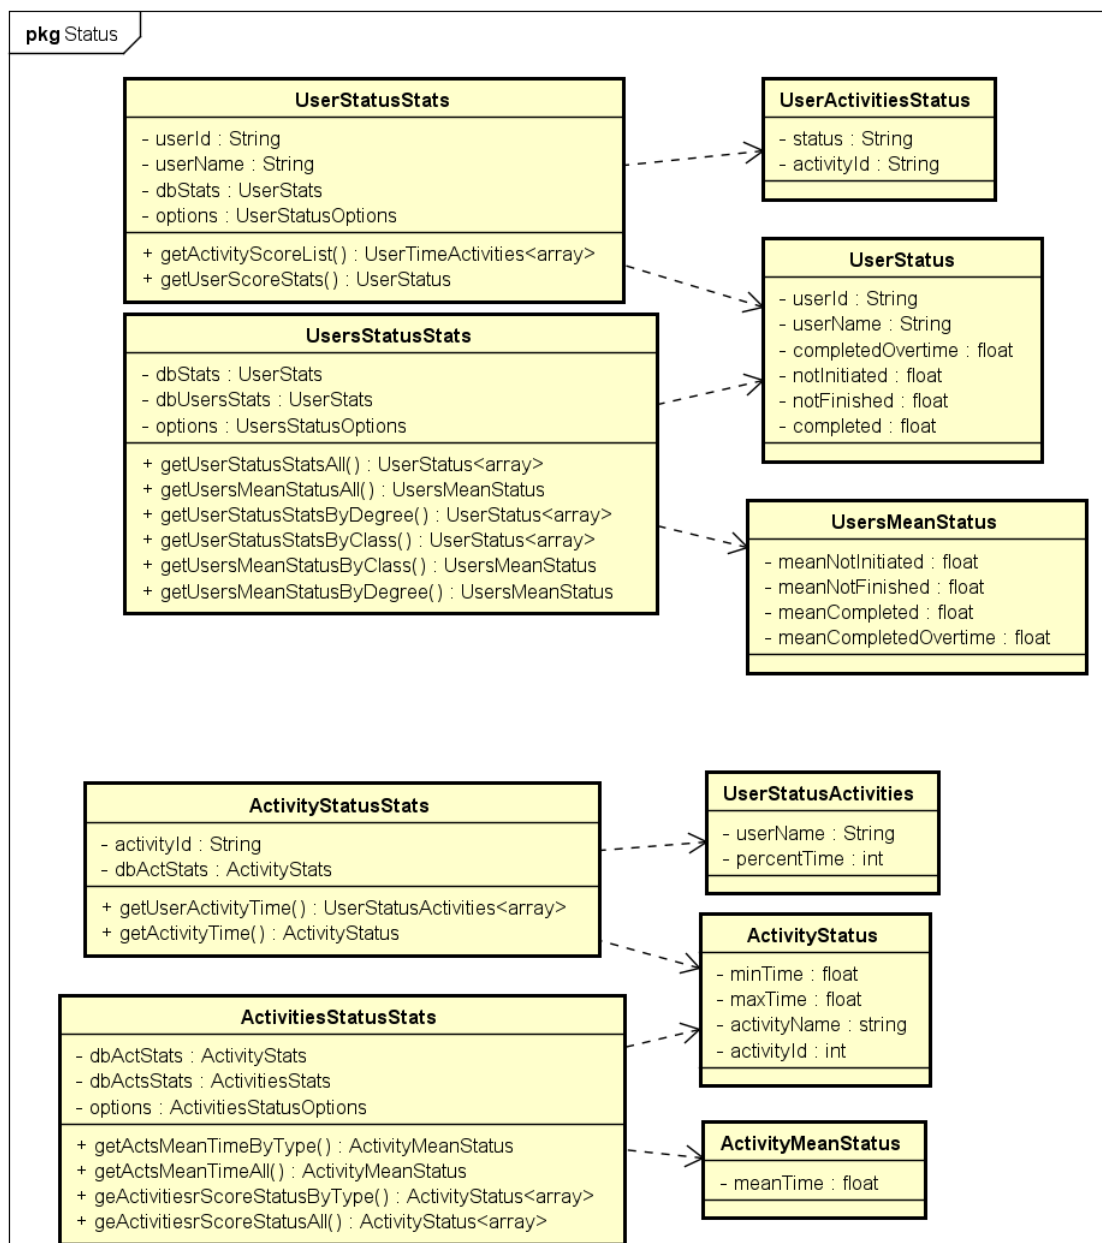 pkg Status
UserStatusStats
- userId : String
- userName : String
- dbStats : UserStats
- options : UserStatusOptions
+ getActivityScoreList() : UserTimeActivities<array>
+ getUserScoreStats() : UserStatus
UserActivitiesStatus
- status : String
- activityId : String
UserStatus
- userId : String
- userName : String
- completedOvertime : float
- notInitiated : float
- notFinished : float
- completed : float
UsersStatusStats
- dbStats : UserStats
- dbUsersStats : UserStats
- options : UsersStatusOptions
+ getUserStatusStatsAll() : UserStatus<array>
+ getUsersMeanStatusAll() : UsersMeanStatus
+ getUserStatusStatsByDegree() : UserStatus<array>
+ getUserStatusStatsByClass() : UserStatus<array>
+ getUsersMeanStatusByClass() : UsersMeanStatus
+ getUsersMeanStatusByDegree() : UsersMeanStatus
UsersMeanStatus
- meanNotInitiated : float
- meanNotFinished : float
- meanCompleted : float
- meanCompletedOvertime : float
ActivityStatusStats
- activityId : String
- dbActStats : ActivityStats
+ getUserActivityTime() : UserStatusActivities<array>
+ getActivityTime() : ActivityStatus
UserStatusActivities
- userName : String
- percentTime : int
ActivityStatus
- minTime : float
- maxTime : float
- activityName : string
- activityId : int
ActivitiesStatusStats
- dbActStats : ActivityStats
- dbActsStats : ActivitiesStats
- options : ActivitiesStatusOptions
+ getActsMeanTimeByType() : ActivityMeanStatus
+ getActsMeanTimeAll() : ActivityMeanStatus
+ geActivitiesrScoreStatusByType() : ActivityStatus<array>
+ geActivitiesrScoreStatusAll() : ActivityStatus<array>
ActivityMeanStatus
- meanTime : float